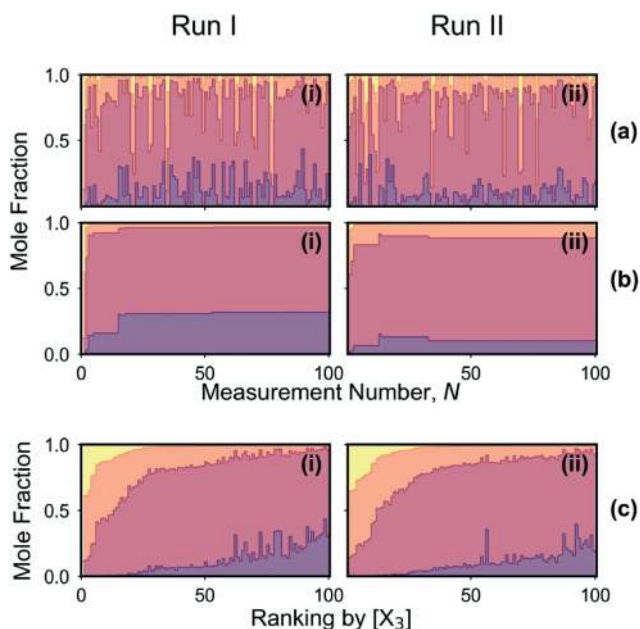 Run I Run II
Mole Fraction
1.0
0.5
(i) (ii) (a)
1.0
0.5
0.0
(i) (ii) (b)
0 50 100 0 50 100
Measurement Number, N
Mole Fraction
1.0
0.5
0.0
(i) (ii) (c)
0 50 100 0 50 100
Ranking by [X₃]